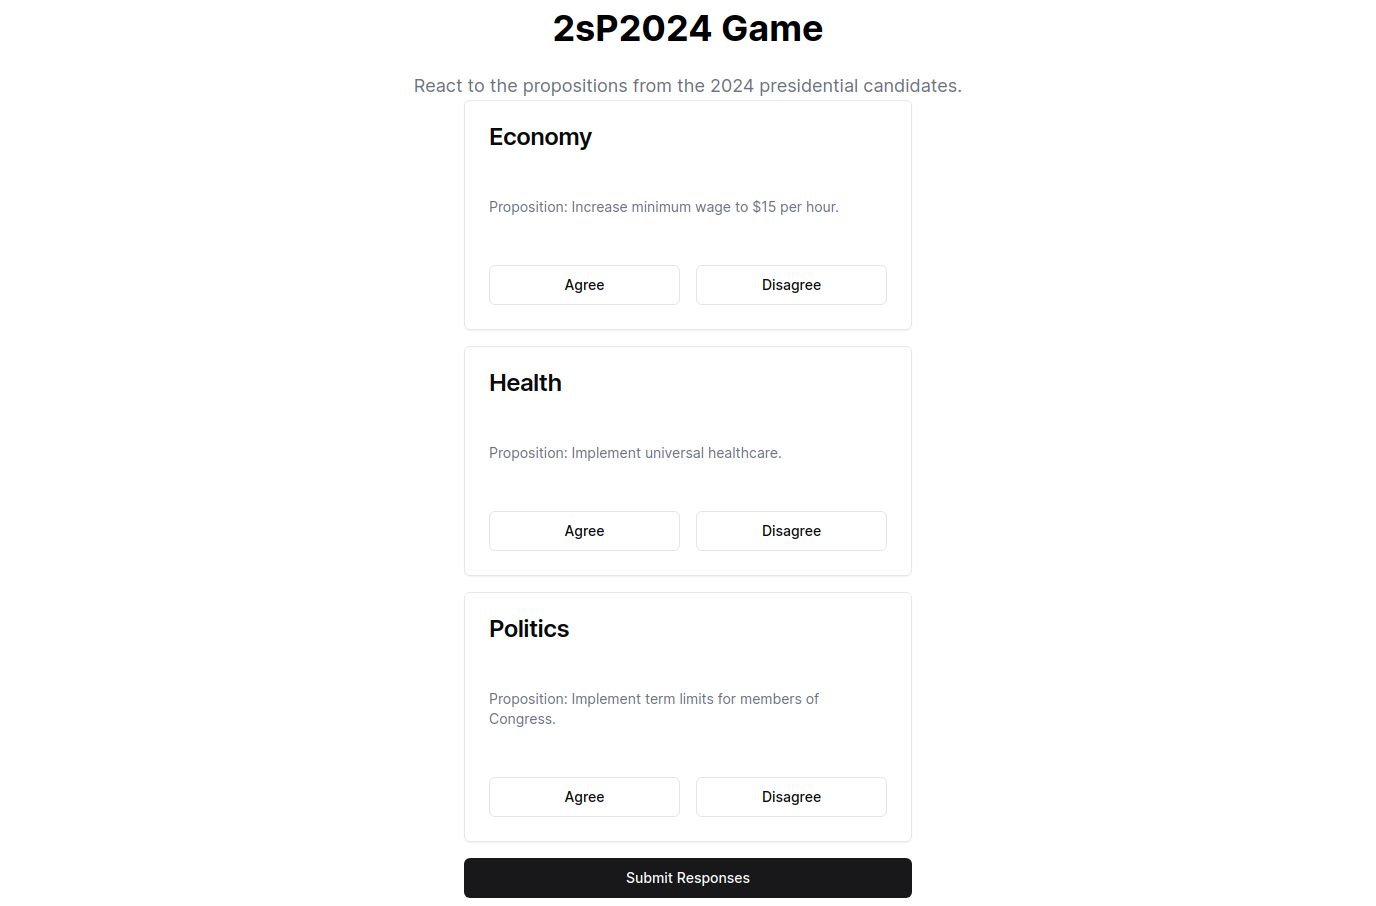 2sP2024 Game
React to the propositions from the 2024 presidential candidates.
Economy
Proposition: Increase minimum wage to $15 per hour.
Agree Disagree
Health
Proposition: Implement universal healthcare.
Agree Disagree
Politics
Proposition: Implement term limits for members of
Congress.
Agree Disagree
Submit Responses